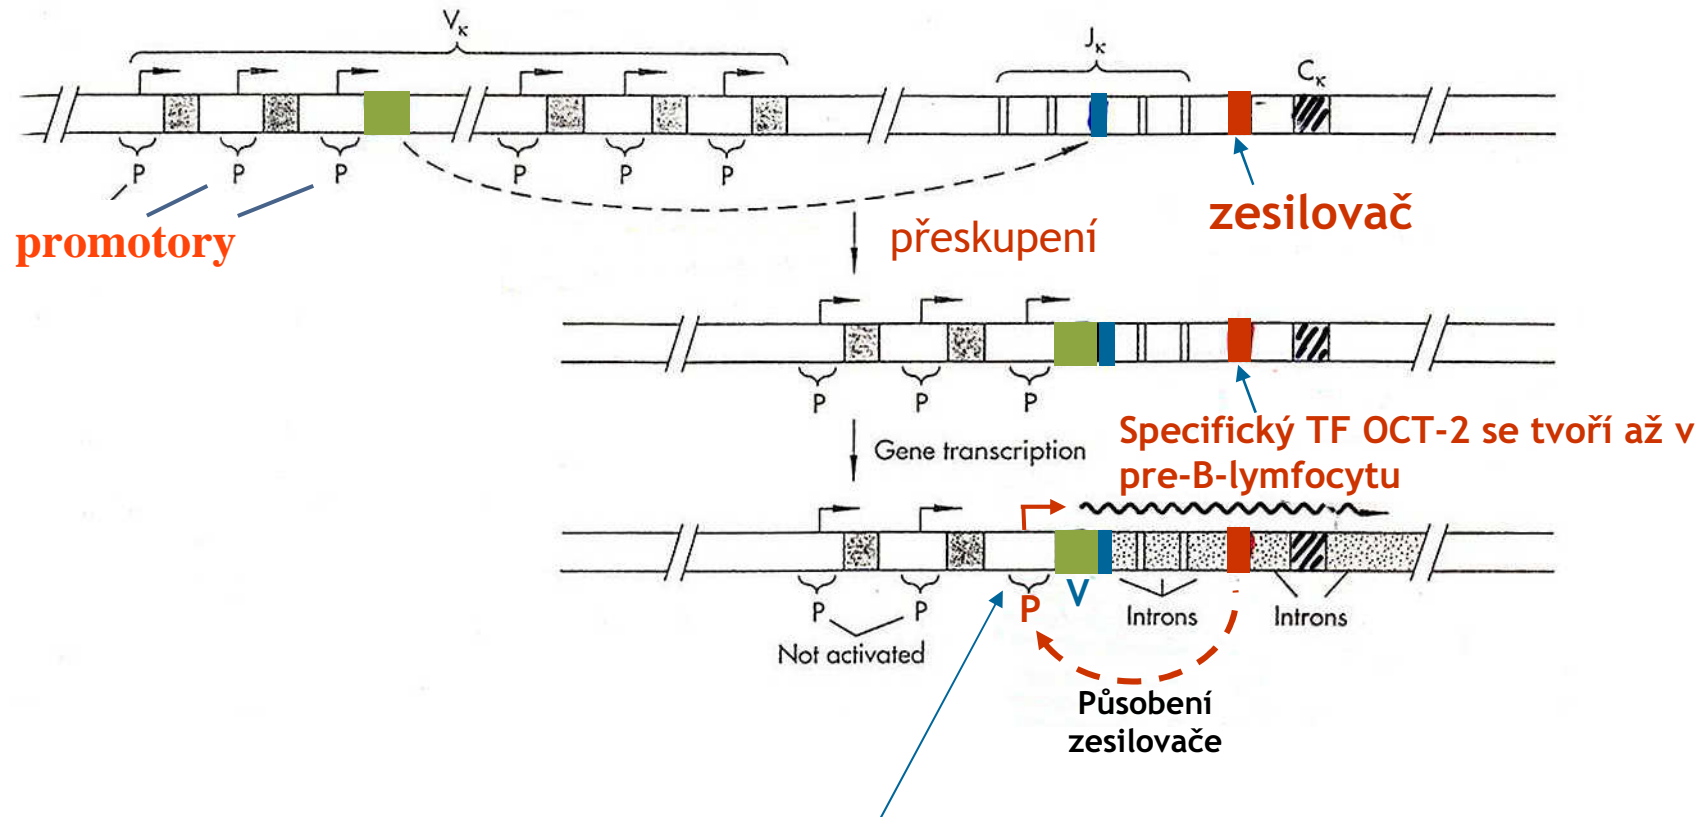 Vκ
Jκ
Cκ
P P P P P P
promotory
zesilovač
přeskupení
P P P
Specifický TF OCT-2 se tvoří až v
pre-B-lymfocytu
Gene transcription
P P P V
Introns Introns
Not activated
Působení
zesilovače